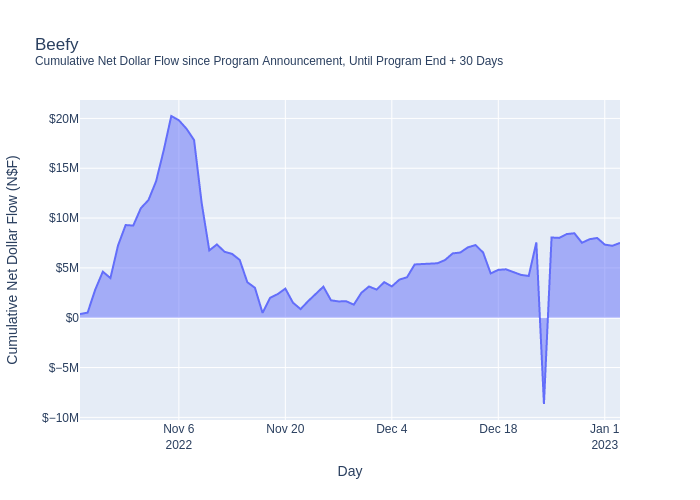 Beefy
Cumulative Net Dollar Flow since Program Announcement, Until Program End + 30 Days
Cumulative Net Dollar Flow (N$F)
$20M
$15M
$10M
$5M
$0
$−5M
$−10M
Nov 6
2022
Nov 20
Dec 4
Dec 18
Jan 1
2023
Day